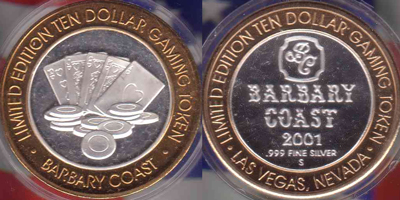 LIMITED EDITION TEN DOLLAR GAMING TOKEN
• BARBARY COAST •
LIMITED EDITION TEN DOLLAR GAMING TOKEN
BC
BARBARY
COAST
2001
.999 FINE SILVER
S
• LAS VEGAS, NEVADA •